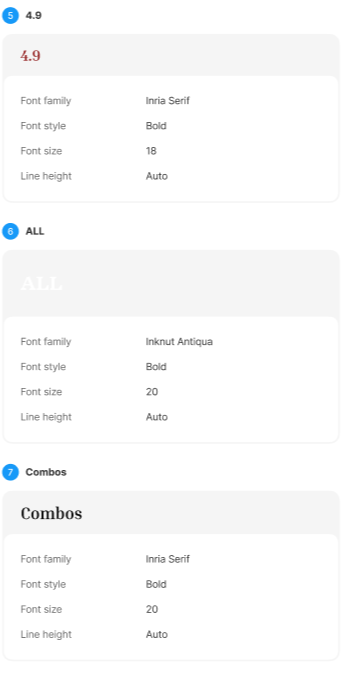 5 4.9
4.9
Font family Inria Serif
Font style Bold
Font size 18
Line height Auto
6 ALL
ALL
Font family Inknut Antiqua
Font style Bold
Font size 20
Line height Auto
7 Combos
Combos
Font family Inria Serif
Font style Bold
Font size 20
Line height Auto